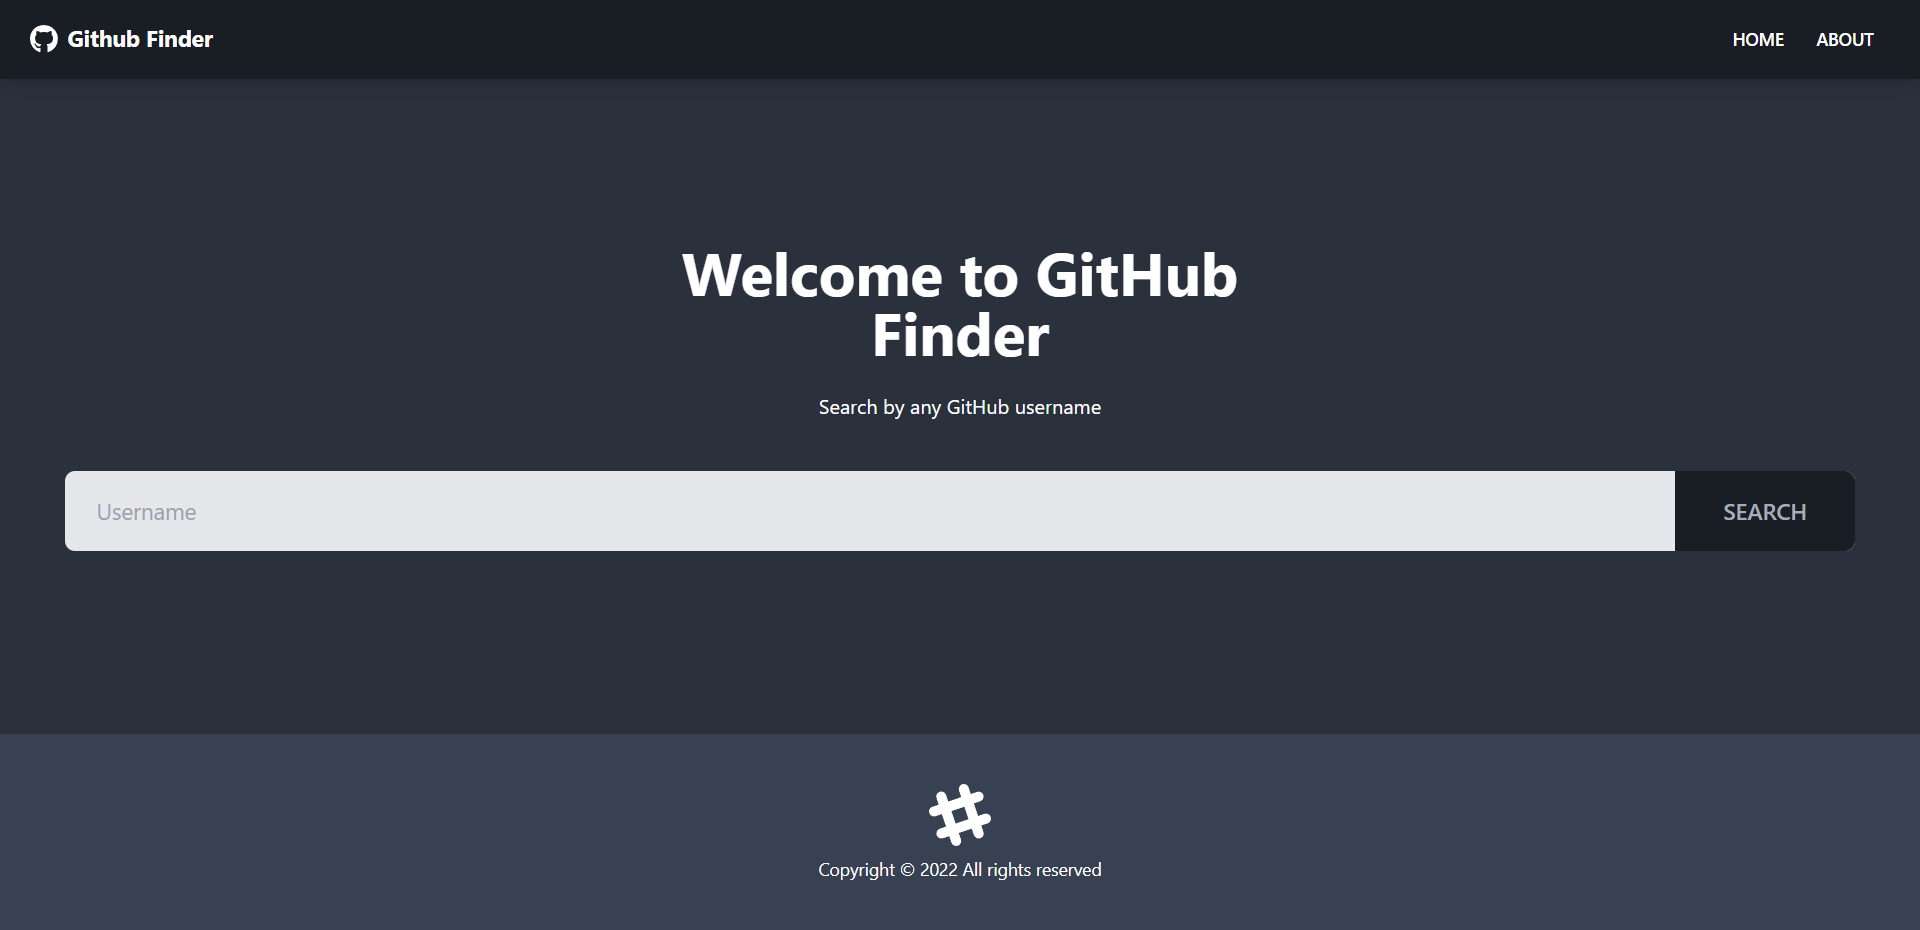 Github Finder
HOME
ABOUT
Welcome to GitHub
Finder
Search by any GitHub username
Username
SEARCH
Copyright © 2022 All rights reserved